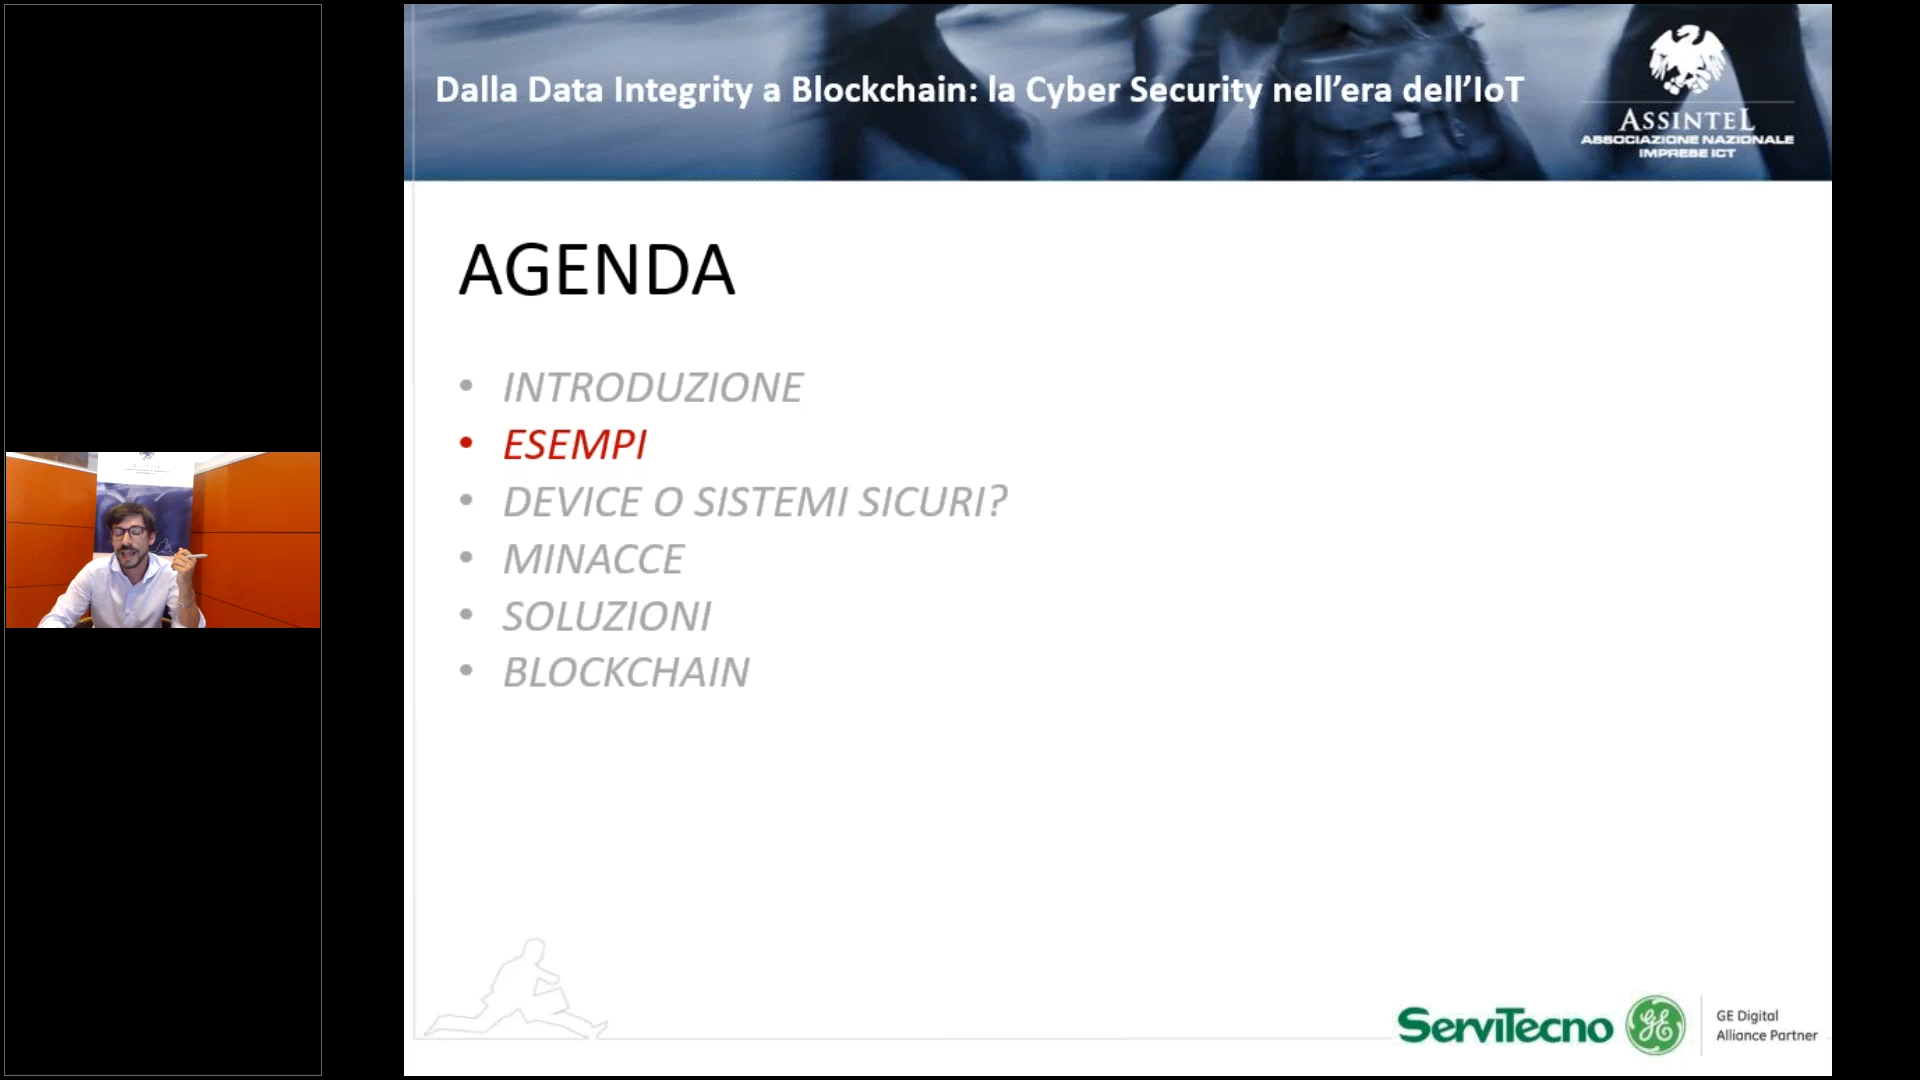 Dalla Data Integrity a Blockchain: la Cyber Security nell’era dell’IoT
ASSINTEL
ASSOCIAZIONE NAZIONALE
IMPRESE ICT
AGENDA
• INTRODUZIONE
• ESEMPI
• DEVICE O SISTEMI SICURI?
• MINACCE
• SOLUZIONI
• BLOCKCHAIN
ServiTecno
GE
GE Digital
Alliance Partner